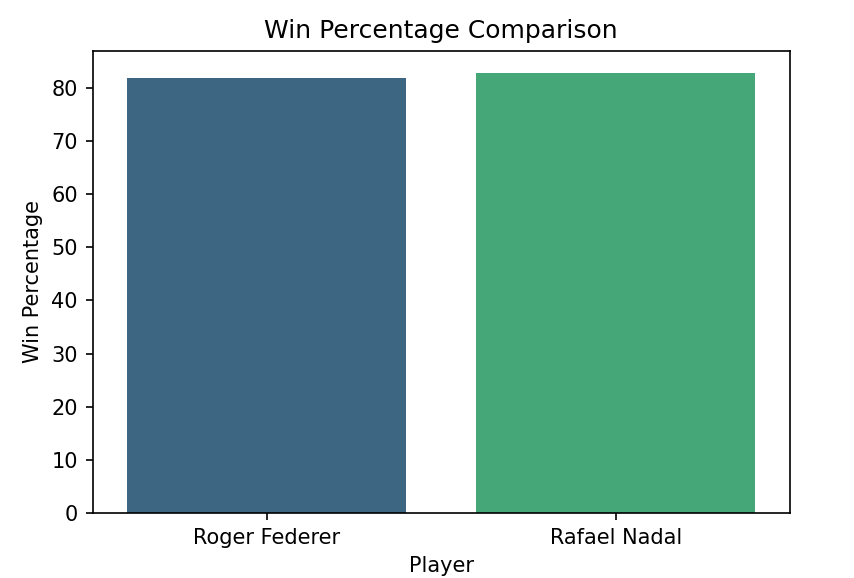 Win Percentage Comparison
Win Percentage
80
70
60
50
40
30
20
10
0
Roger Federer
Rafael Nadal
Player